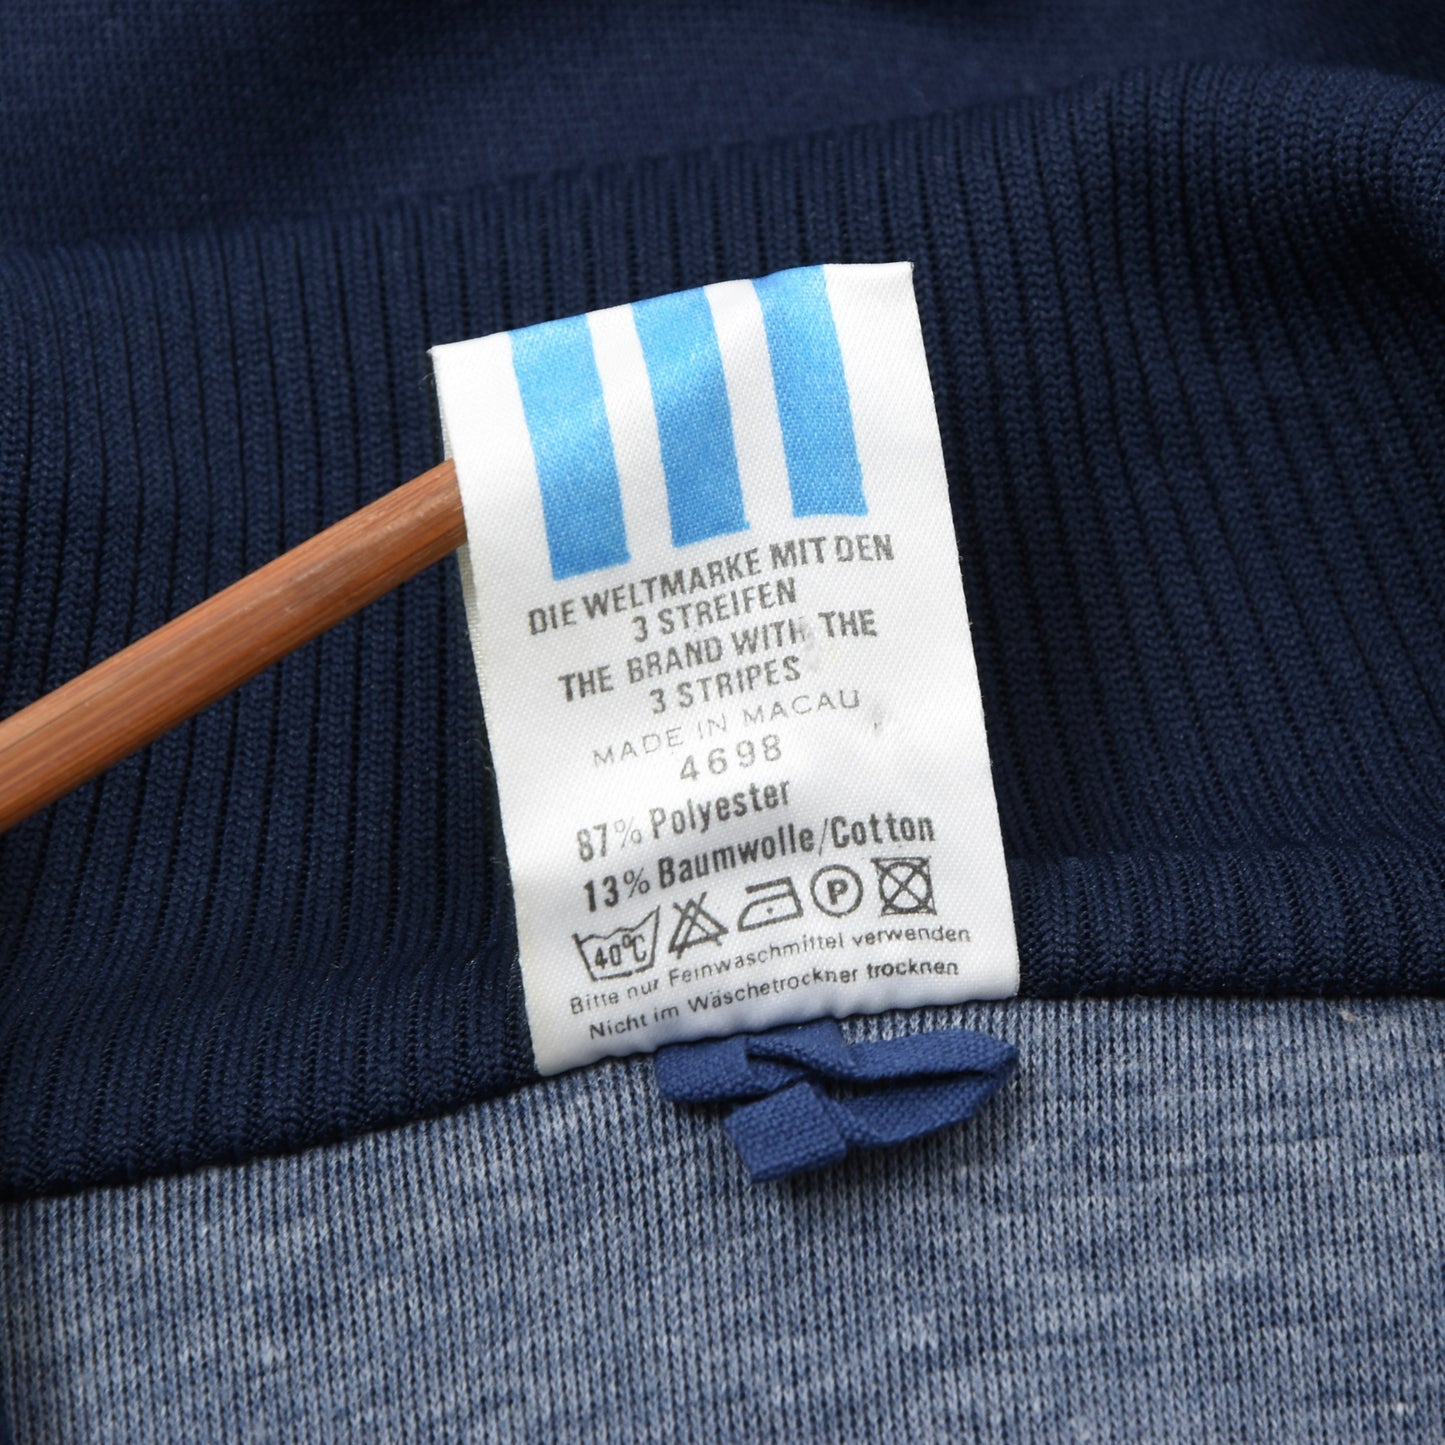 DIE WELTMARKE MIT DEN
3 STREIFEN
THE BRAND WITH THE
3 STRIPES
MADE IN MACAU
4698
87% Polyester
13% Baumwolle/Cotton
40°C P
Bitte nur Feinwaschmittel verwenden
Nicht im Wäschetrockner trocknen